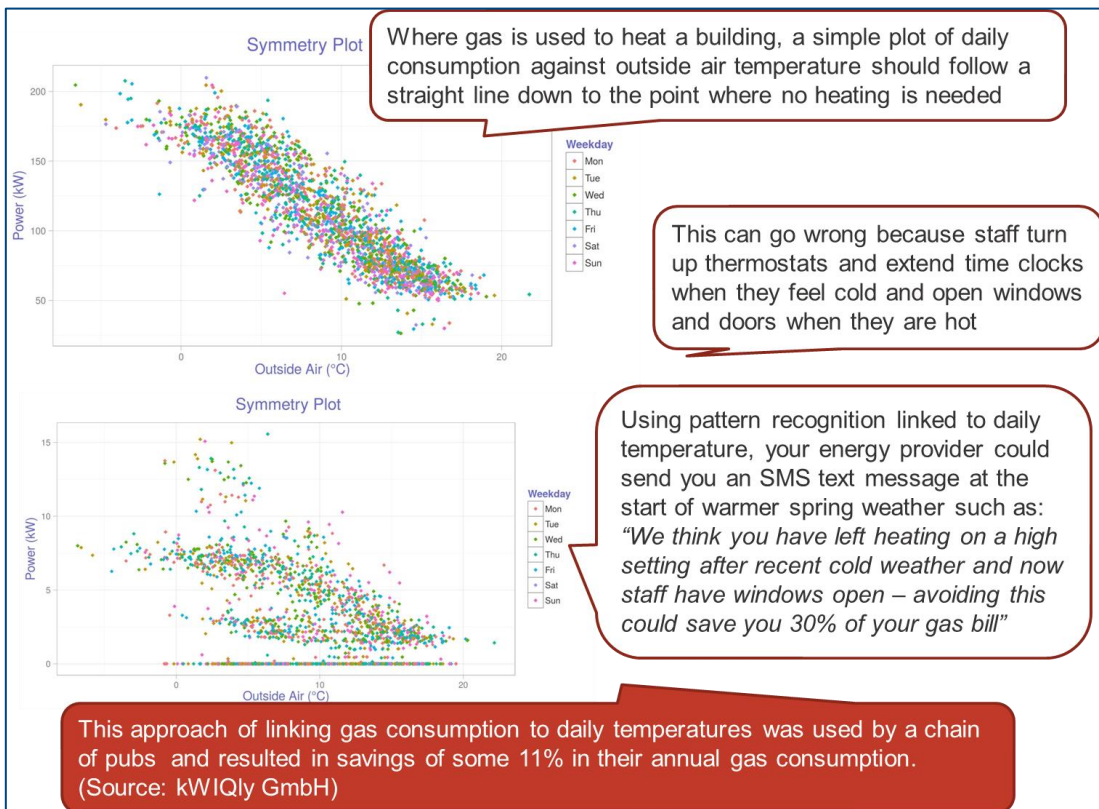 Symmetry Plot
Where gas is used to heat a building, a simple plot of daily
consumption against outside air temperature should follow a
straight line down to the point where no heating is needed
Power (kW)
200
150
100
50
0
10
20
Outside Air (°C)
Weekday
Mon
Tue
Wed
Thu
Fri
Sat
Sun
This can go wrong because staff turn
up thermostats and extend time clocks
when they feel cold and open windows
and doors when they are hot
Symmetry Plot
Power (kW)
15
10
5
0
0
10
20
Outside Air (°C)
Weekday
Mon
Tue
Wed
Thu
Fri
Sat
Sun
Using pattern recognition linked to daily
temperature, your energy provider could
send you an SMS text message at the
start of warmer spring weather such as:
“We think you have left heating on a high
setting after recent cold weather and now
staff have windows open – avoiding this
could save you 30% of your gas bill”
This approach of linking gas consumption to daily temperatures was used by a chain
of pubs and resulted in savings of some 11% in their annual gas consumption.
(Source: kWIQly GmbH)